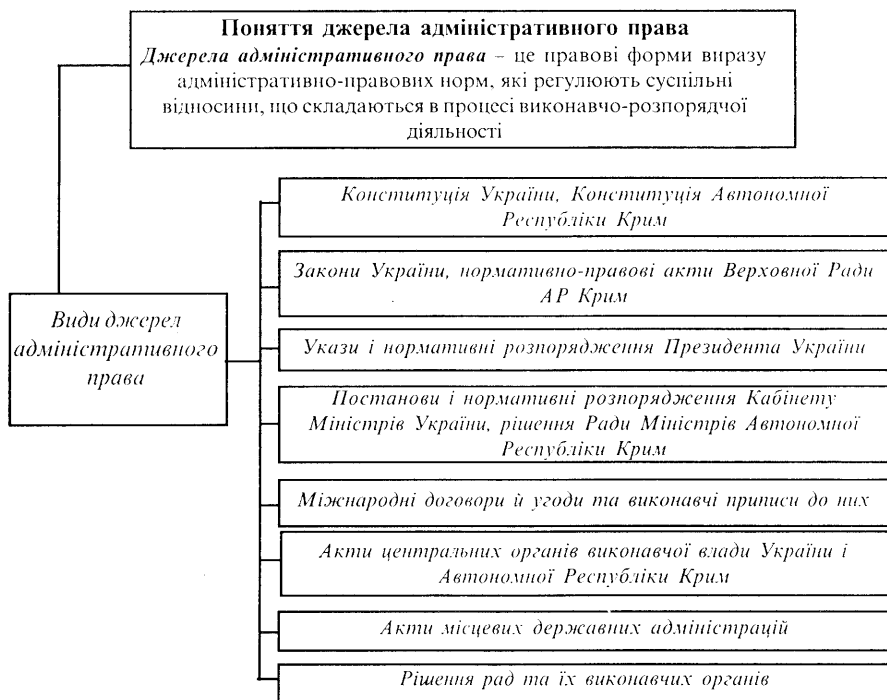 Поняття джерела адміністративного права
Джерела адміністративного права – це правові форми виразу
адміністративно-правових норм, які регулюють суспільні
відносини, що складаються в процесі виконавчо-розпорядчої
діяльності
Види джерел
адміністративного
права
Конституція України, Конституція Автономної
Республіки Крим
Закони України, нормативно-правові акти Верховної Ради
АР Крим
Укази і нормативні розпорядження Президента України
Постанови і нормативні розпорядження Кабінету
Міністрів України, рішення Ради Міністрів Автономної
Республіки Крим
Міжнародні договори й угоди та виконавчі приписи до них
Акти центральних органів виконавчої влади України і
Автономної Республіки Крим
Акти місцевих державних адміністрацій
Рішення рад та їх виконавчих органів